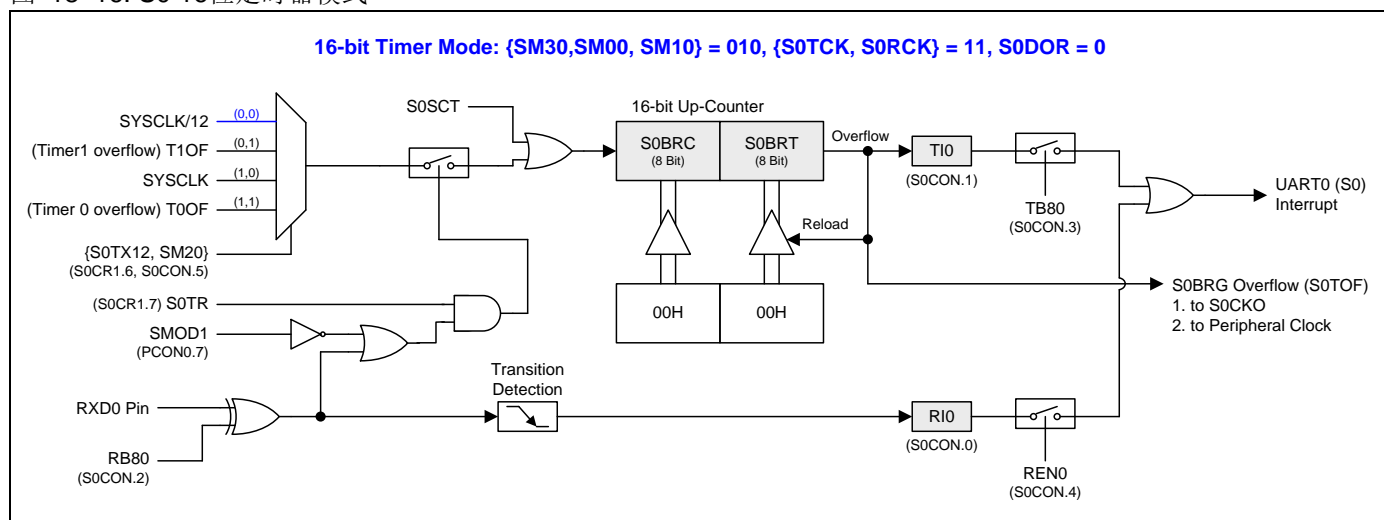 16-bit Timer Mode: {SM30,SM00, SM10} = 010, {S0TCK, S0RCK} = 11, S0DOR = 0
S0SCT
16-bit Up-Counter
SYSCLK/12
(0,0)
(Timer1 overflow) T1OF
(0,1)
SYSCLK
(1,0)
(Timer 0 overflow) T0OF
(1,1)
{S0TX12, SM20}
(S0CR1.6, S0CON.5)
S0BRC
(8 Bit)
S0BRT
(8 Bit)
Overflow
TI0
(S0CON.1)
TB80
(S0CON.3)
UART0 (S0)
Interrupt
Reload
(S0CR1.7) S0TR
SMOD1
(PCON0.7)
00H
00H
S0BRG Overflow (S0TOF)
1. to S0CKO
2. to Peripheral Clock
Transition
Detection
RXD0 Pin
RB80
(S0CON.2)
RI0
(S0CON.0)
REN0
(S0CON.4)